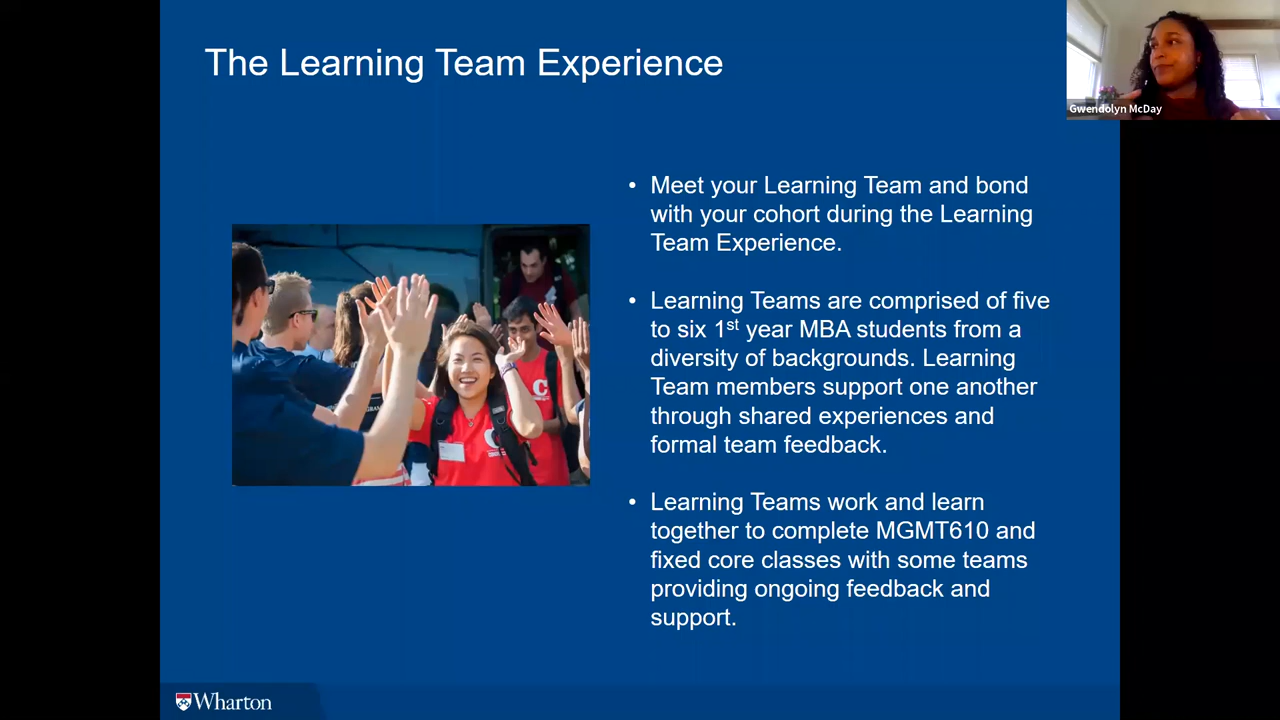 The Learning Team Experience
Gwendolyn McDay
• Meet your Learning Team and bond
with your cohort during the Learning
Team Experience.
• Learning Teams are comprised of five
to six 1st year MBA students from a
diversity of backgrounds. Learning
Team members support one another
through shared experiences and
formal team feedback.
• Learning Teams work and learn
together to complete MGMT610 and
fixed core classes with some teams
providing ongoing feedback and
support.
C
Wharton